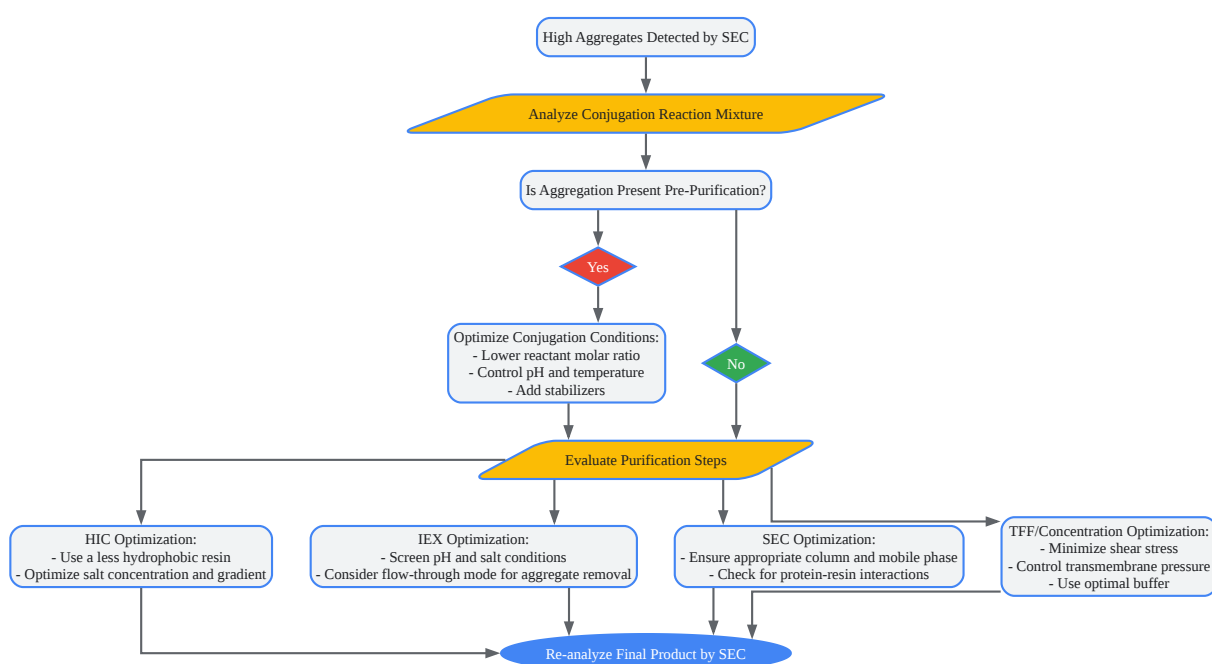 High Aggregates Detected by SEC
Analyze Conjugation Reaction Mixture
Is Aggregation Present Pre-Purification?
Yes
Optimize Conjugation Conditions:
- Lower reactant molar ratio
- Control pH and temperature
- Add stabilizers
No
Evaluate Purification Steps
HIC Optimization:
- Use a less hydrophobic resin
- Optimize salt concentration and gradient
IEX Optimization:
- Screen pH and salt conditions
- Consider flow-through mode for aggregate removal
SEC Optimization:
- Ensure appropriate column and mobile phase
- Check for protein-resin interactions
TFF/Concentration Optimization:
- Minimize shear stress
- Control transmembrane pressure
- Use optimal buffer
Re-analyze Final Product by SEC